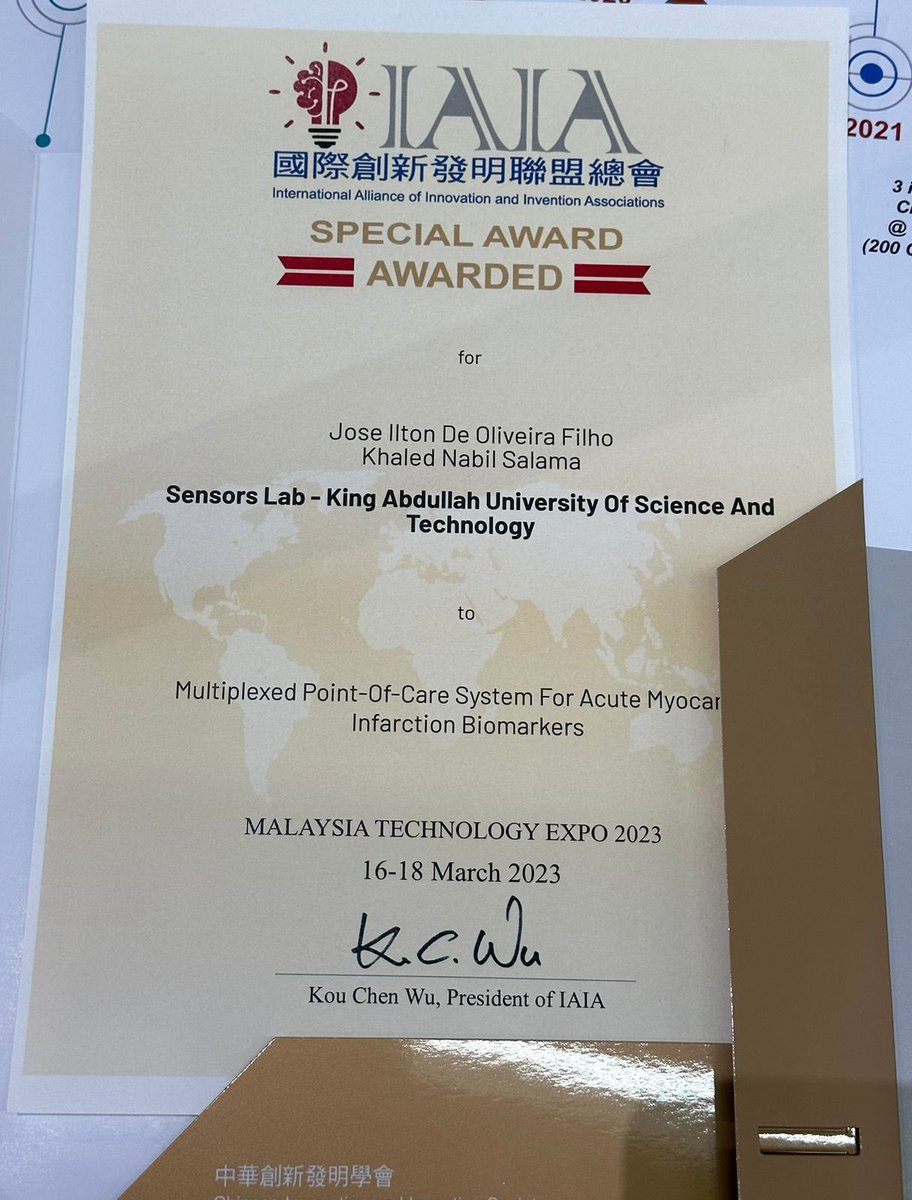 2021
3 i
@
(200
IAIA
國際創新發明聯盟總會
International Alliance of Innovation and Invention Associations
SPECIAL AWARD
AWARDED
for
Jose Ilton De Oliveira Filho
Khaled Nabil Salama
Sensors Lab - King Abdullah University Of Science And
Technology
to
Multiplexed Point-Of-Care System For Acute Myocar
Infarction Biomarkers
MALAYSIA TECHNOLOGY EXPO 2023
16-18 March 2023
K.C. Wu
Kou Chen Wu, President of IAIA
中華創新發明學會